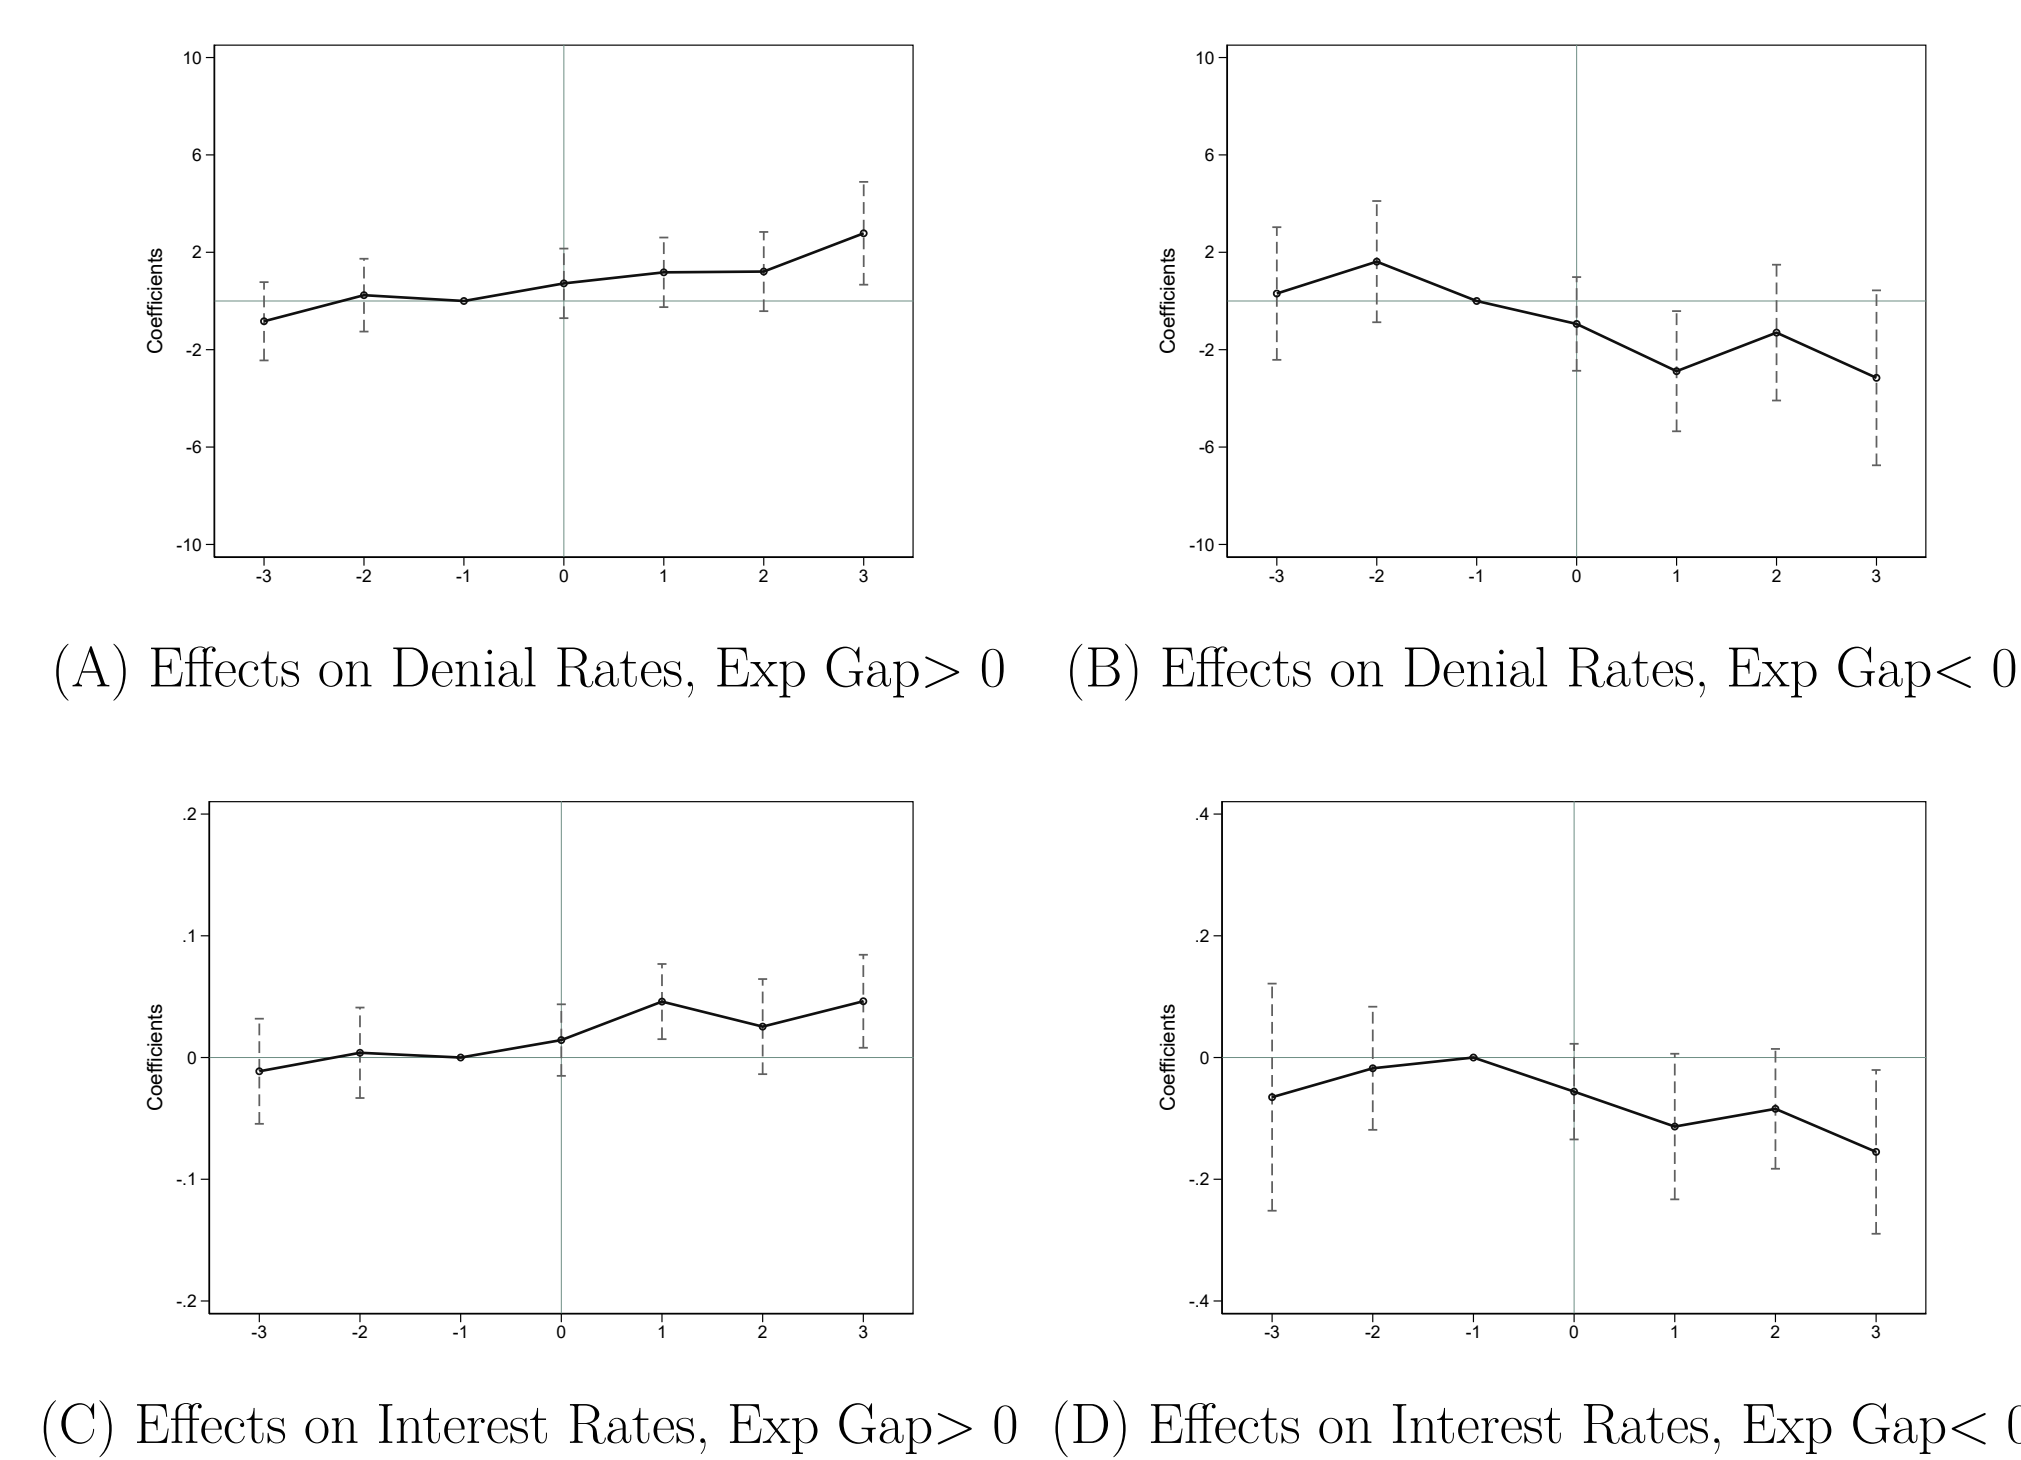 10
6
2
-2
-6
-10
Coefficients
-3 -2 -1 0 1 2 3
(A) Effects on Denial Rates, Exp Gap> 0
10
6
2
-2
-6
-10
Coefficients
-3 -2 -1 0 1 2 3
(B) Effects on Denial Rates, Exp Gap< 0
.2
.1
0
-.1
-.2
Coefficients
-3 -2 -1 0 1 2 3
(C) Effects on Interest Rates, Exp Gap> 0
.4
.2
0
-.2
-.4
Coefficients
-3 -2 -1 0 1 2 3
(D) Effects on Interest Rates, Exp Gap< 0